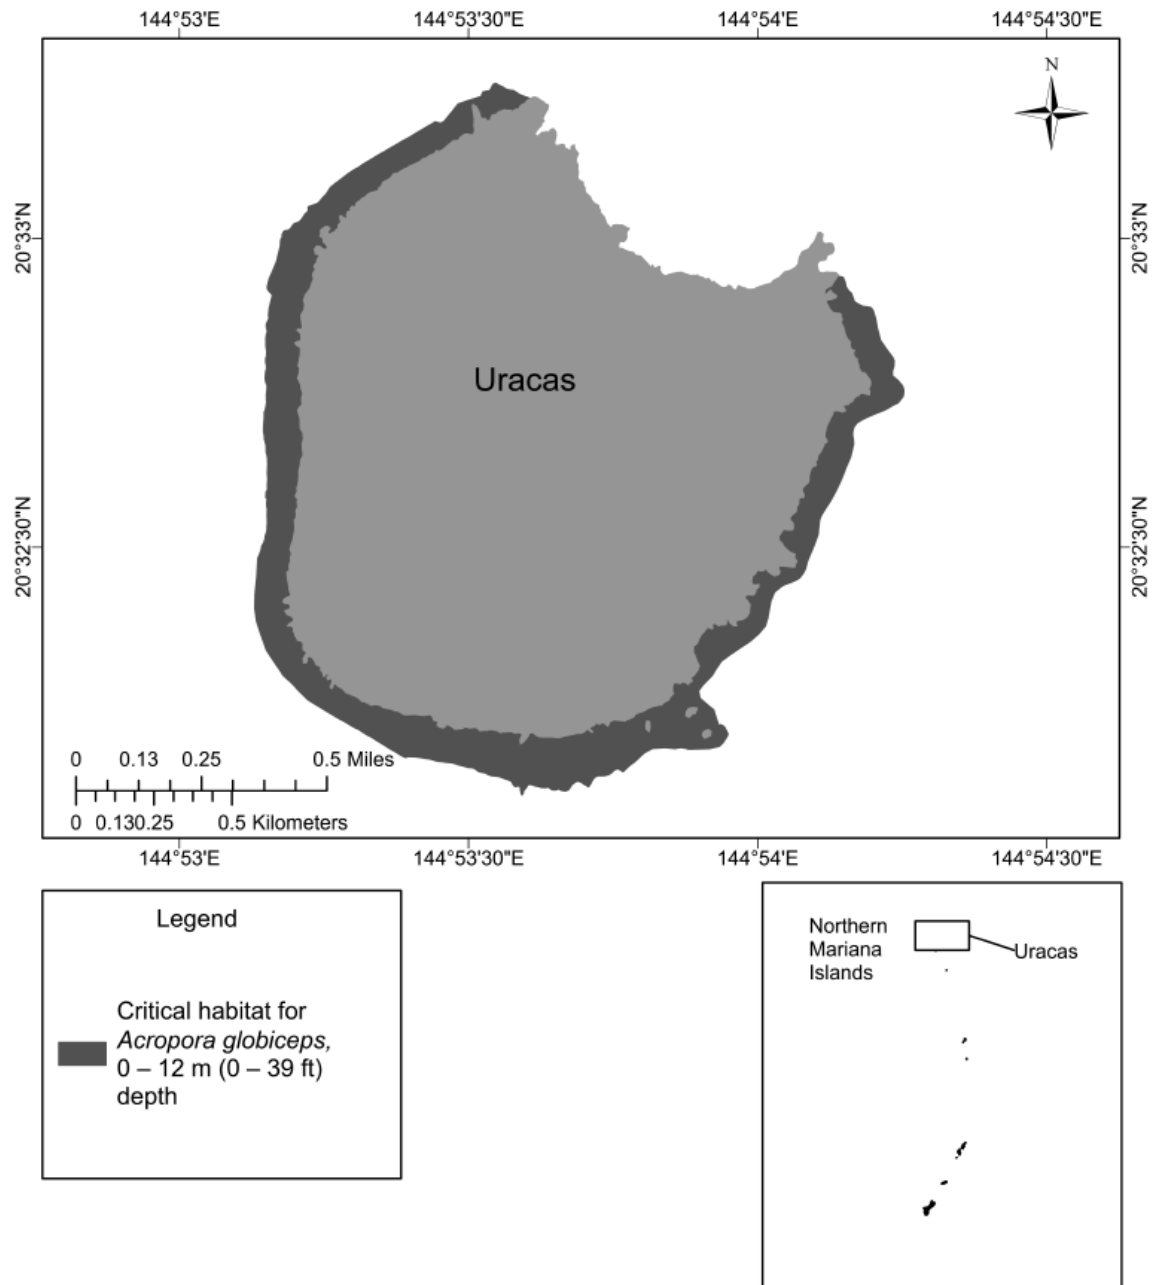 144°53'E 144°53'30"E 144°54'E 144°54'30"E
N
20°33'N 20°33'N
Uracas
20°32'30"N 20°32'30"N
0 0.13 0.25 0.5 Miles
0 0.130.25 0.5 Kilometers
144°53'E 144°53'30"E 144°54'E 144°54'30"E
Legend
Critical habitat for
Acropora globiceps,
0 – 12 m (0 – 39 ft)
depth
Northern
Mariana
Islands
Uracas